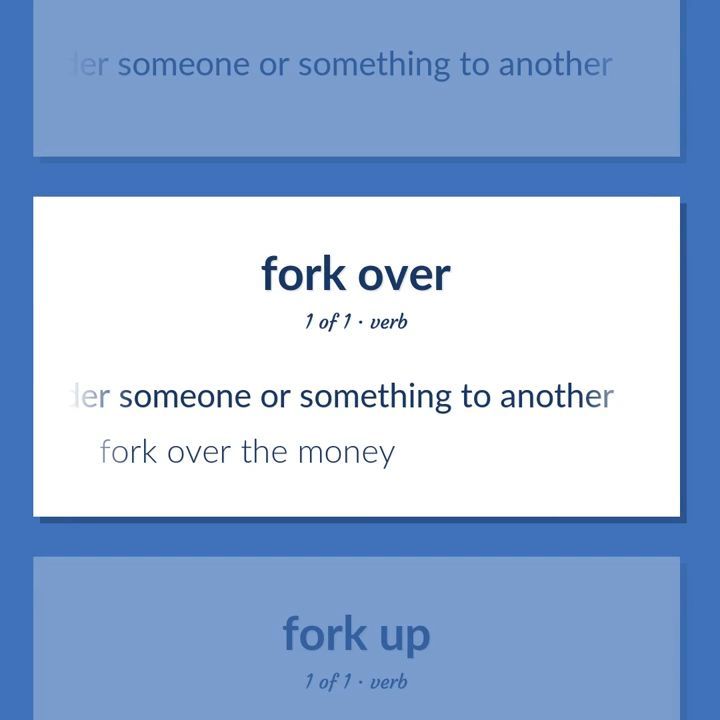 someone or something to another
fork over
1 of 1 · verb
someone or something to another
fork over the money
fork up
1 of 1 · verb